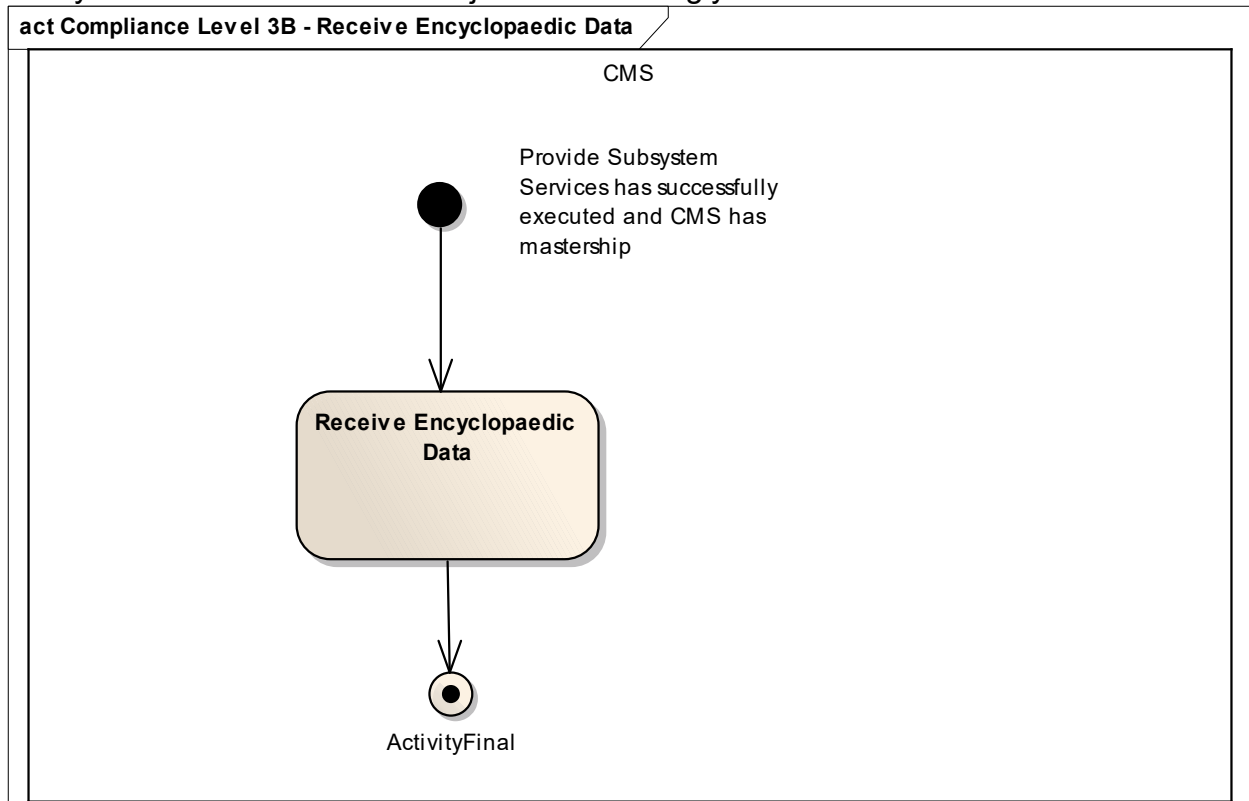 act Compliance Level 3B - Receive Encyclopaedic Data
CMS
Provide Subsystem
Services has successfully
executed and CMS has
mastership
Receive Encyclopaedic
Data
ActivityFinal